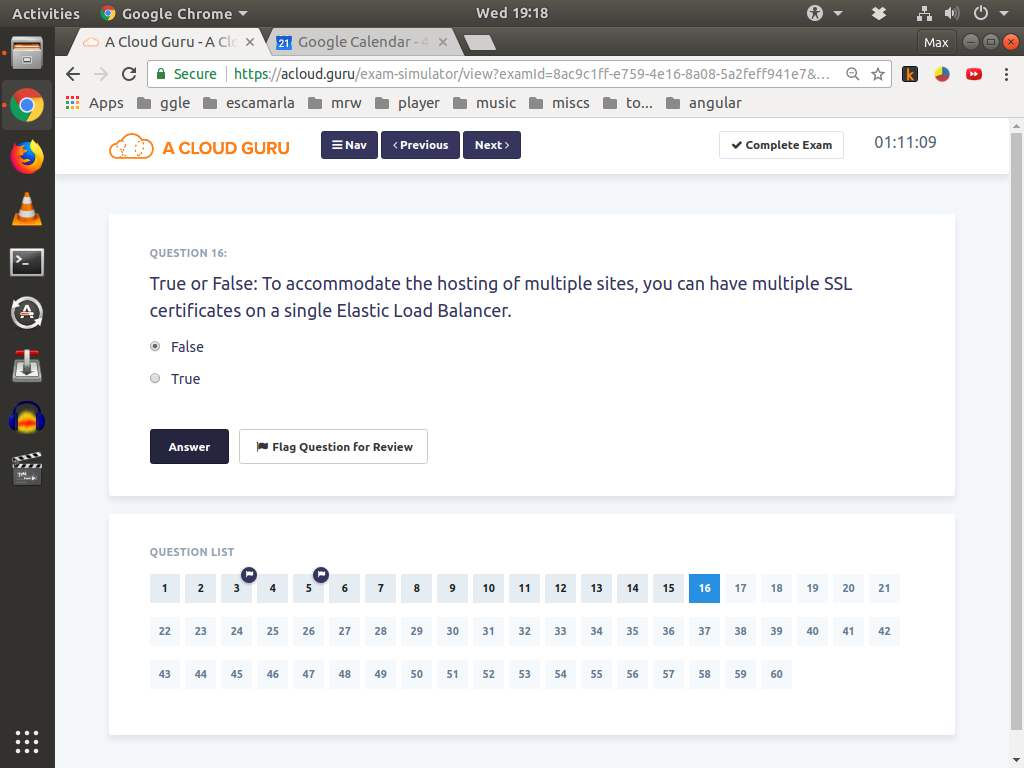 Activities Google Chrome Wed 19:18
A Cloud Guru - A Clo 21 Google Calendar - 4 Max
Secure https://acloud.guru/exam-simulator/view?examId=8ac9c1ff-e759-4e16-8a08-5a2feff941e7&...
Apps ggle escamarla mrw player music miscs to... angular
A CLOUD GURU Nav Previous Next Complete Exam 01:11:09
QUESTION 16:
True or False: To accommodate the hosting of multiple sites, you can have multiple SSL
certificates on a single Elastic Load Balancer.
False
True
Answer Flag Question for Review
QUESTION LIST
1 2 3 4 5 6 7 8 9 10 11 12 13 14 15 16 17 18 19 20 21
22 23 24 25 26 27 28 29 30 31 32 33 34 35 36 37 38 39 40 41 42
43 44 45 46 47 48 49 50 51 52 53 54 55 56 57 58 59 60